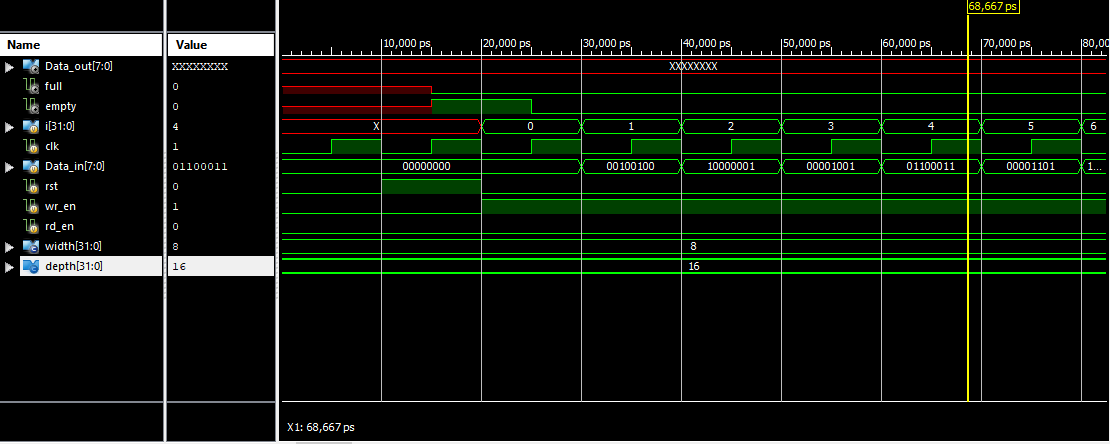 68,667 ps
Name Value
10,000 ps 20,000 ps 30,000 ps 40,000 ps 50,000 ps 60,000 ps 70,000 ps 80,00
Data_out[7:0] XXXXXXXX XXXXXXXX
full 0
empty 0
i[31:0] 4 X 0 1 2 3 4 5 6
clk 1
Data_in[7:0] 01100011 00000000 00100100 10000001 00001001 01100011 00001101 1...
rst 0
wr_en 1
rd_en 0
width[31:0] 8 8
depth[31:0] 16 16
X1: 68,667 ps